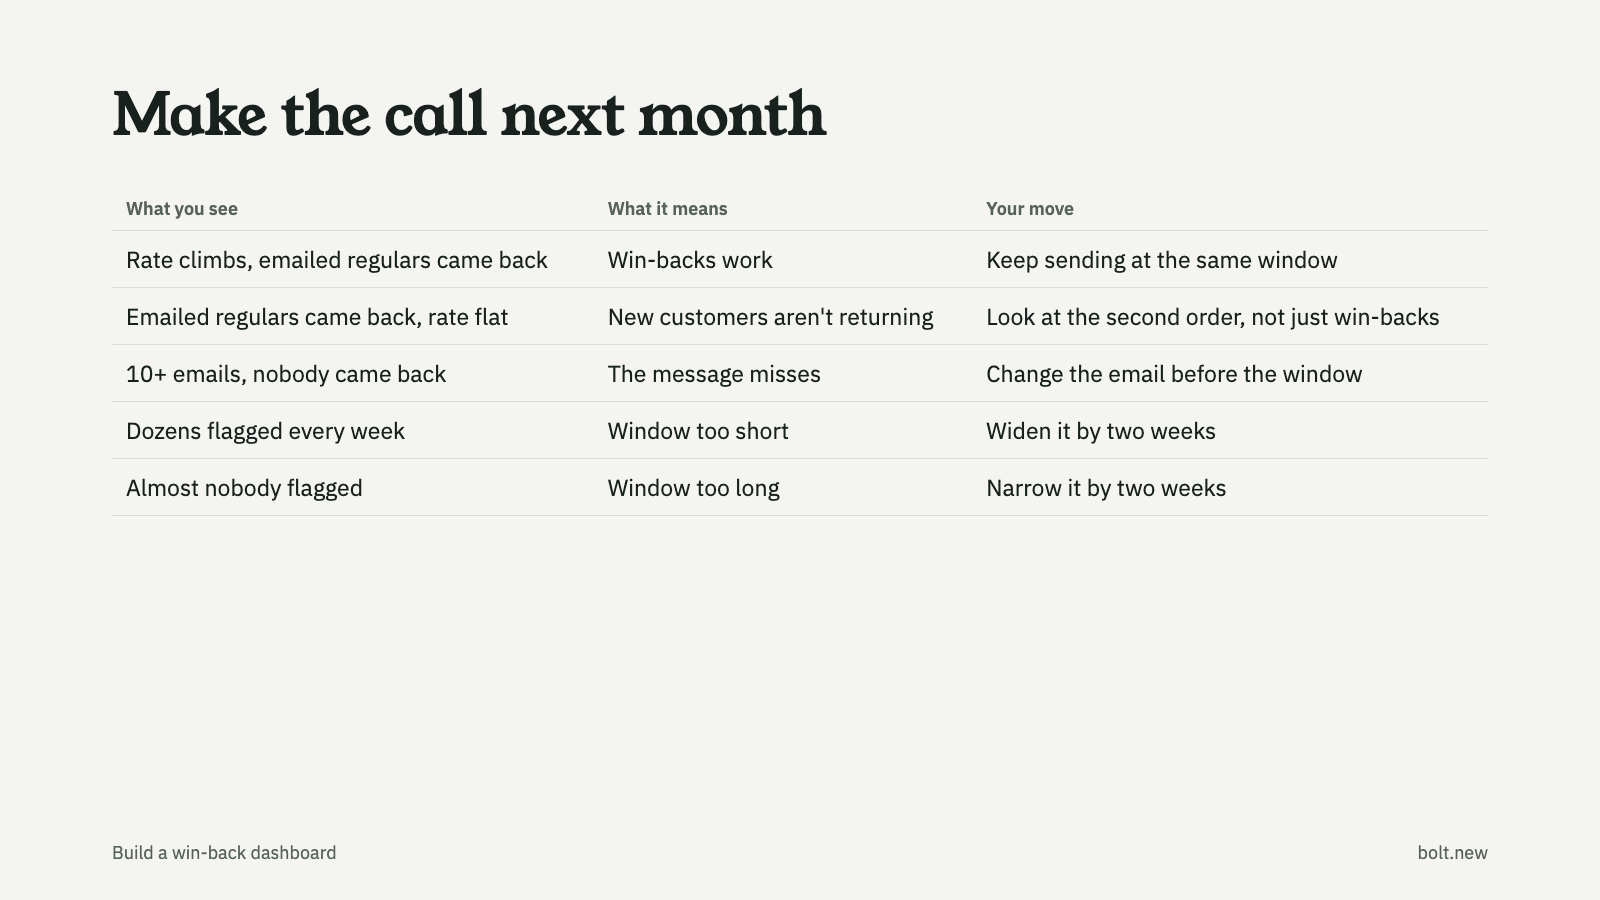 Make the call next month
What you see What it means Your move
Rate climbs, emailed regulars came back Win-backs work Keep sending at the same window
Emailed regulars came back, rate flat New customers aren't returning Look at the second order, not just win-backs
10+ emails, nobody came back The message misses Change the email before the window
Dozens flagged every week Window too short Widen it by two weeks
Almost nobody flagged Window too long Narrow it by two weeks
Build a win-back dashboard bolt.new